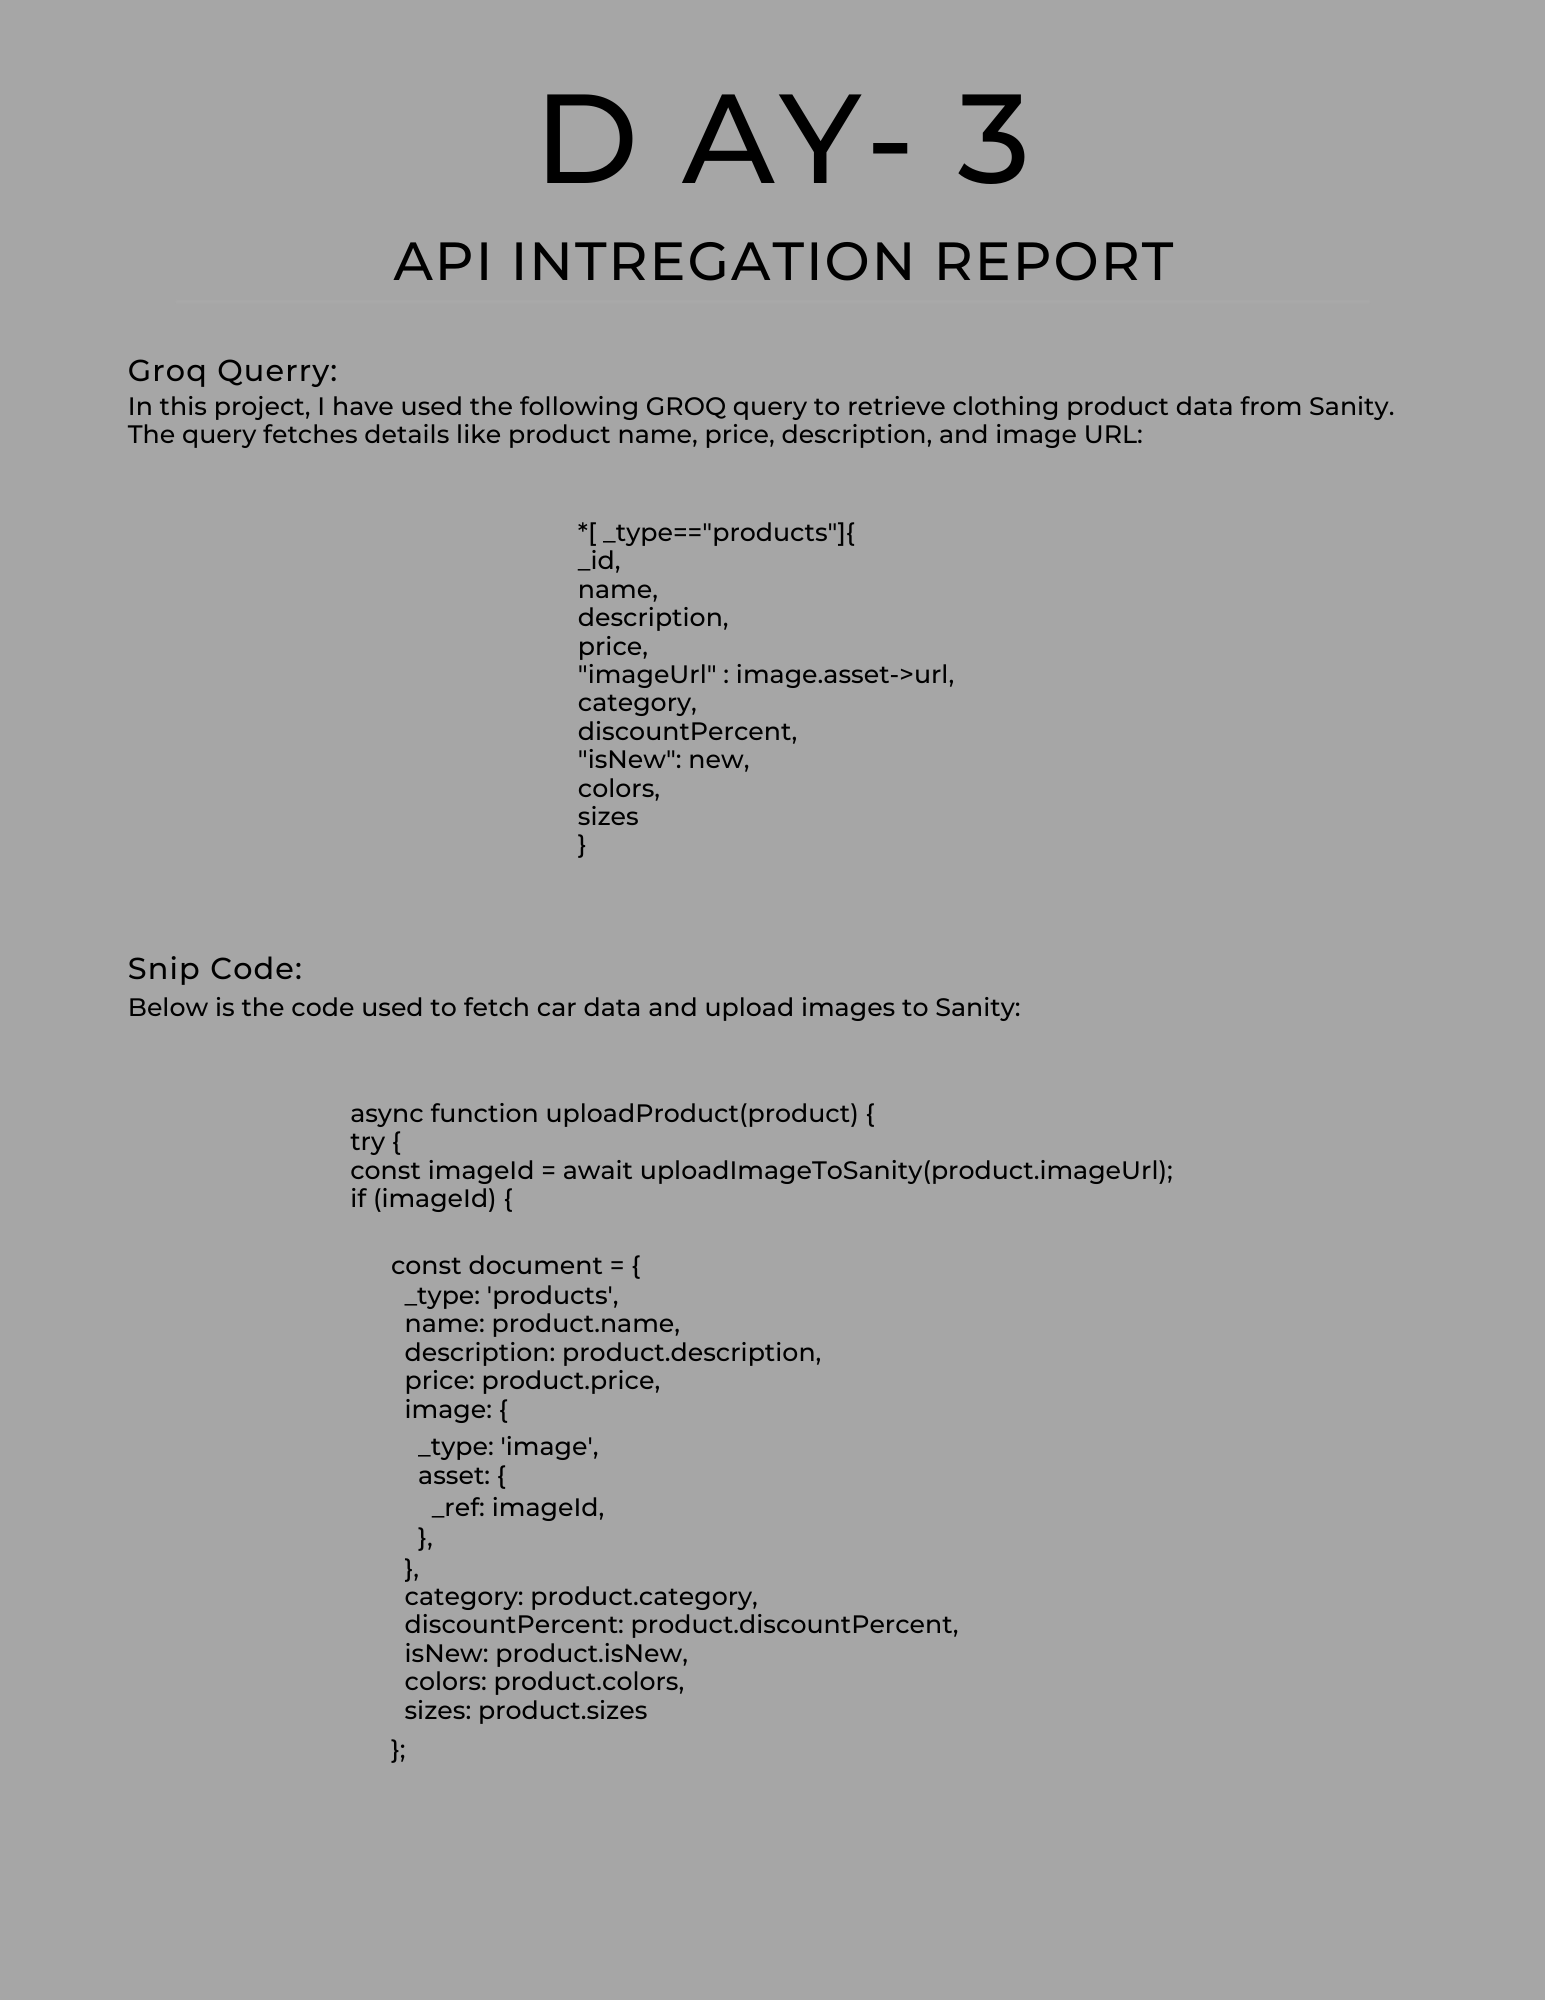 D AY- 3
API INTREGATION REPORT
Groq Querry:
In this project, I have used the following GROQ query to retrieve clothing product data from Sanity.
The query fetches details like product name, price, description, and image URL:
*[ _type=="products"]{
_id,
name,
description,
price,
"imageUrl" : image.asset->url,
category,
discountPercent,
"isNew": new,
colors,
sizes
}
Snip Code:
Below is the code used to fetch car data and upload images to Sanity:
async function uploadProduct(product) {
try {
const imageId = await uploadImageToSanity(product.imageUrl);
if (imageId) {
const document = {
_type: 'products',
name: product.name,
description: product.description,
price: product.price,
image: {
_type: 'image',
asset: {
_ref: imageId,
},
},
category: product.category,
discountPercent: product.discountPercent,
isNew: product.isNew,
colors: product.colors,
sizes: product.sizes
};